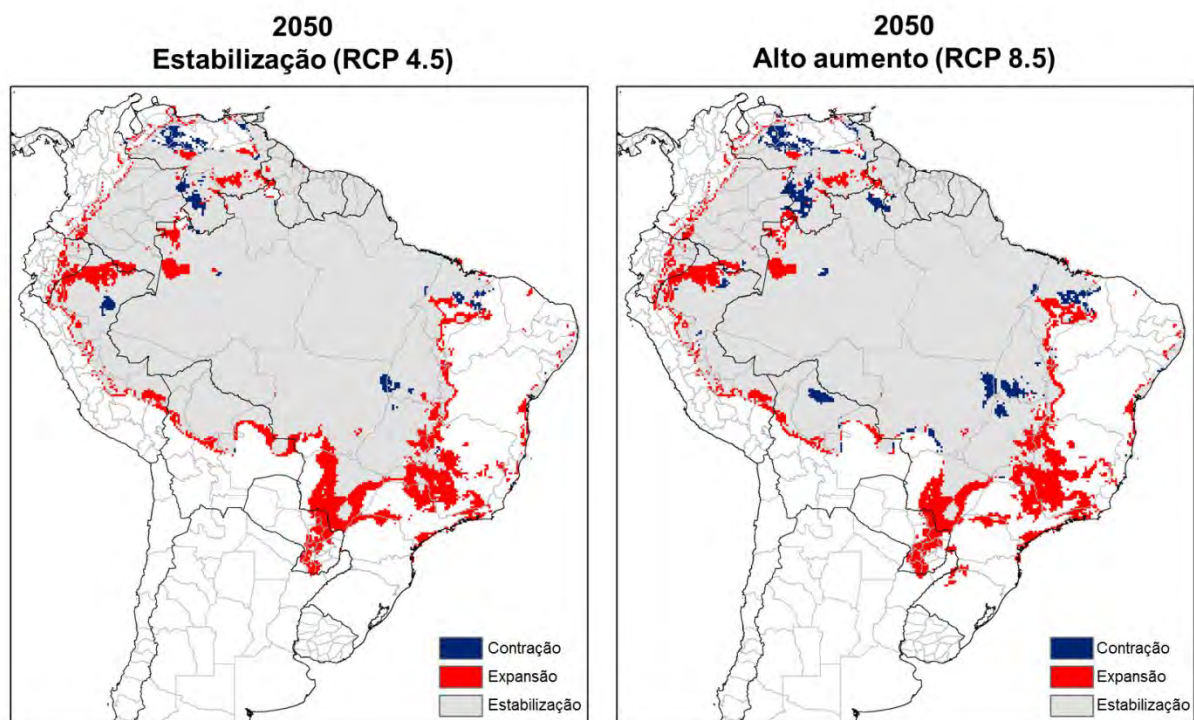 2050
Estabilização (RCP 4.5)
Contração
Expansão
Estabilização
2050
Alto aumento (RCP 8.5)
Contração
Expansão
Estabilização